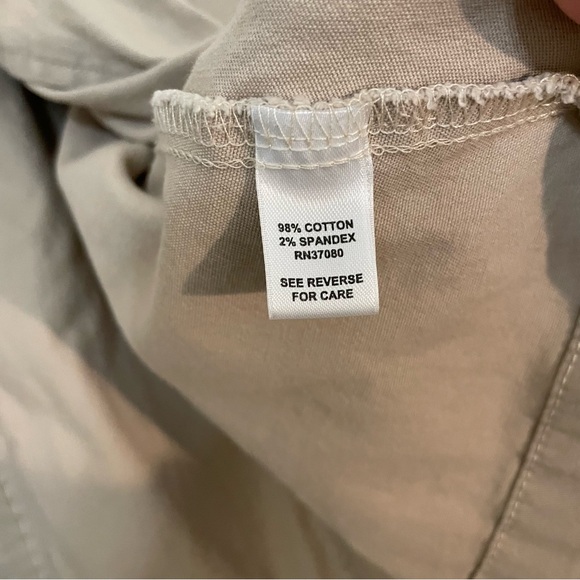 98% COTTON
2% SPANDEX
RN37080
SEE REVERSE
FOR CARE